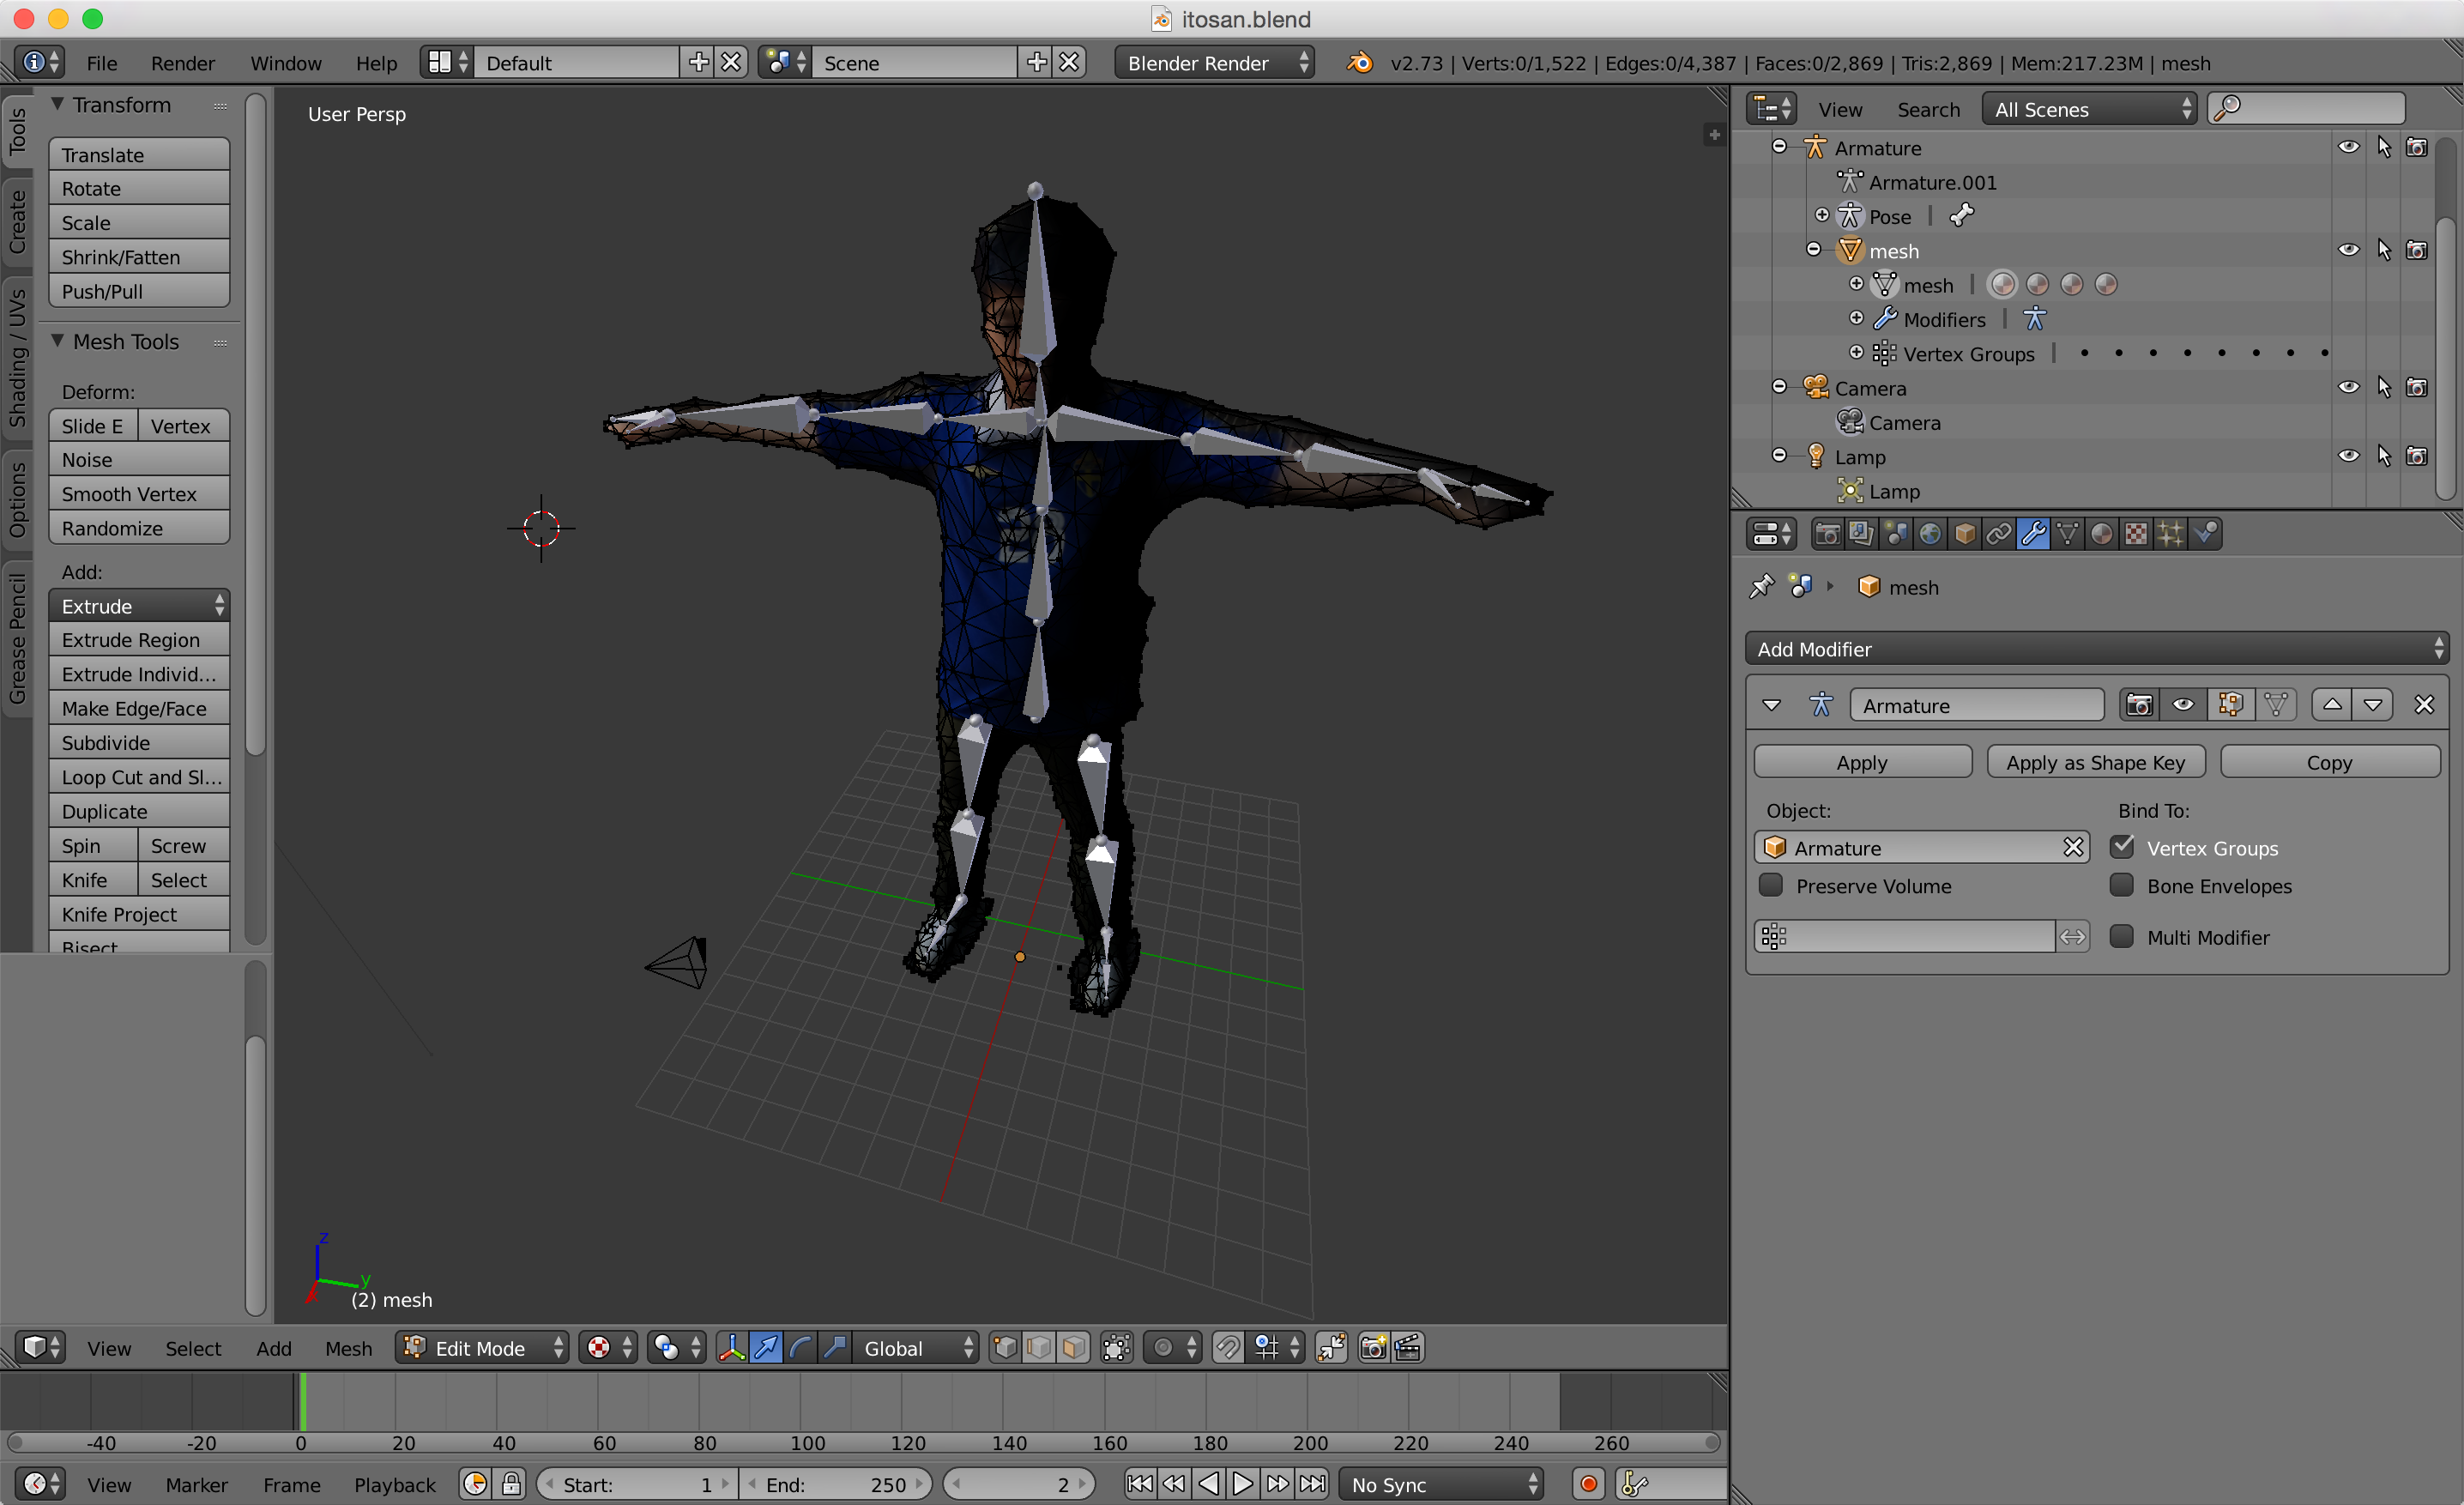 itosan.blend
File Render Window Help Default Scene Blender Render v2.73 | Verts:0/1,522 | Edges:0/4,387 | Faces:0/2,869 | Tris:2,869 | Mem:217.23M | mesh
Tools
Create
Shading / UVs
Options
Grease Pencil
Transform
Translate
Rotate
Scale
Shrink/Fatten
Push/Pull
Mesh Tools
Deform:
Slide E Vertex
Noise
Smooth Vertex
Randomize
Add:
Extrude
Extrude Region
Extrude Individ...
Make Edge/Face
Subdivide
Loop Cut and Sl...
Duplicate
Spin Screw
Knife Select
Knife Project
Bisect
User Persp
z
y
(2) mesh
View Search All Scenes
Armature
Armature.001
Pose |
mesh
mesh |
Modifiers |
Vertex Groups |
Camera
Camera
Lamp
Lamp
mesh
Add Modifier
Armature
Apply Apply as Shape Key Copy
Object: Bind To:
Armature Vertex Groups
Preserve Volume Bone Envelopes
Multi Modifier
View Select Add Mesh Edit Mode Global
-40 -20 0 20 40 60 80 100 120 140 160 180 200 220 240 260
View Marker Frame Playback Start: 1 End: 250 2 No Sync